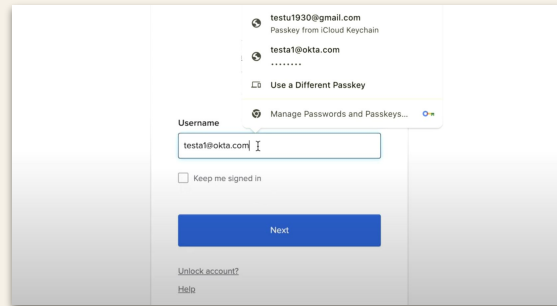 testu1930@gmail.com
Passkey from iCloud Keychain
testa1@okta.com
••••••••
Use a Different Passkey
Manage Passwords and Passkeys...
Username
testa1@okta.com
Keep me signed in
Next
Unlock account?
Help